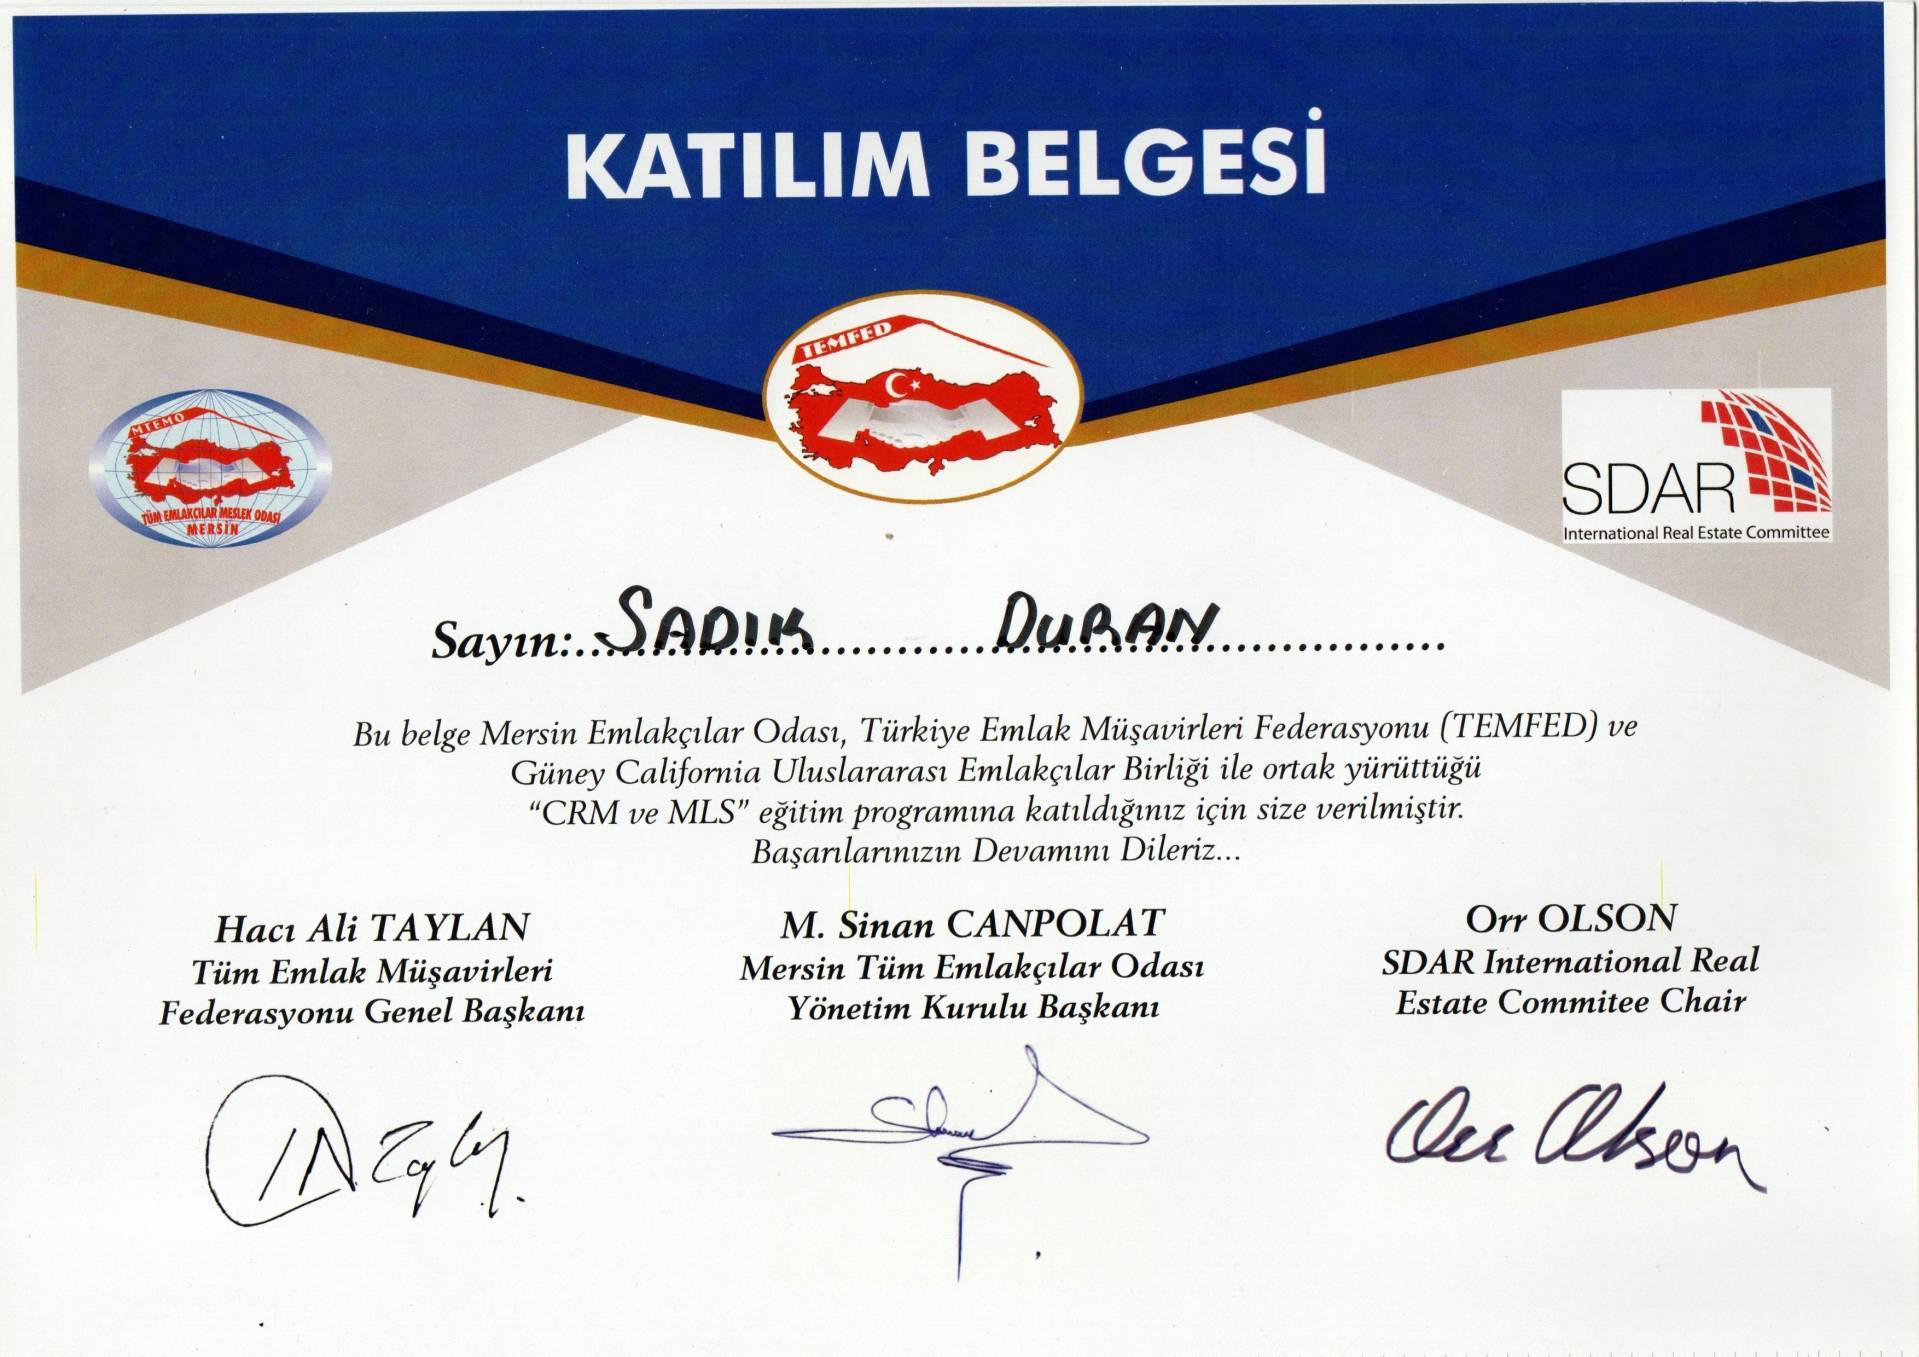 KATILIM BELGESİ
TEMFED
MTEMO
TÜM EMLAKÇILAR MESLEK ODASI
MERSİN
SDAR
International Real Estate Committee
Sayın: SADIK DURAN
Bu belge Mersin Emlakçılar Odası, Türkiye Emlak Müşavirleri Federasyonu (TEMFED) ve
Güney California Uluslararası Emlakçılar Birliği ile ortak yürüttüğü
“CRM ve MLS” eğitim programına katıldığınız için size verilmiştir.
Başarılarınızın Devamını Dileriz...
Hacı Ali TAYLAN
Tüm Emlak Müşavirleri
Federasyonu Genel Başkanı
M. Sinan CANPOLAT
Mersin Tüm Emlakçılar Odası
Yönetim Kurulu Başkanı
Orr OLSON
SDAR International Real
Estate Commitee Chair
Orr Olson